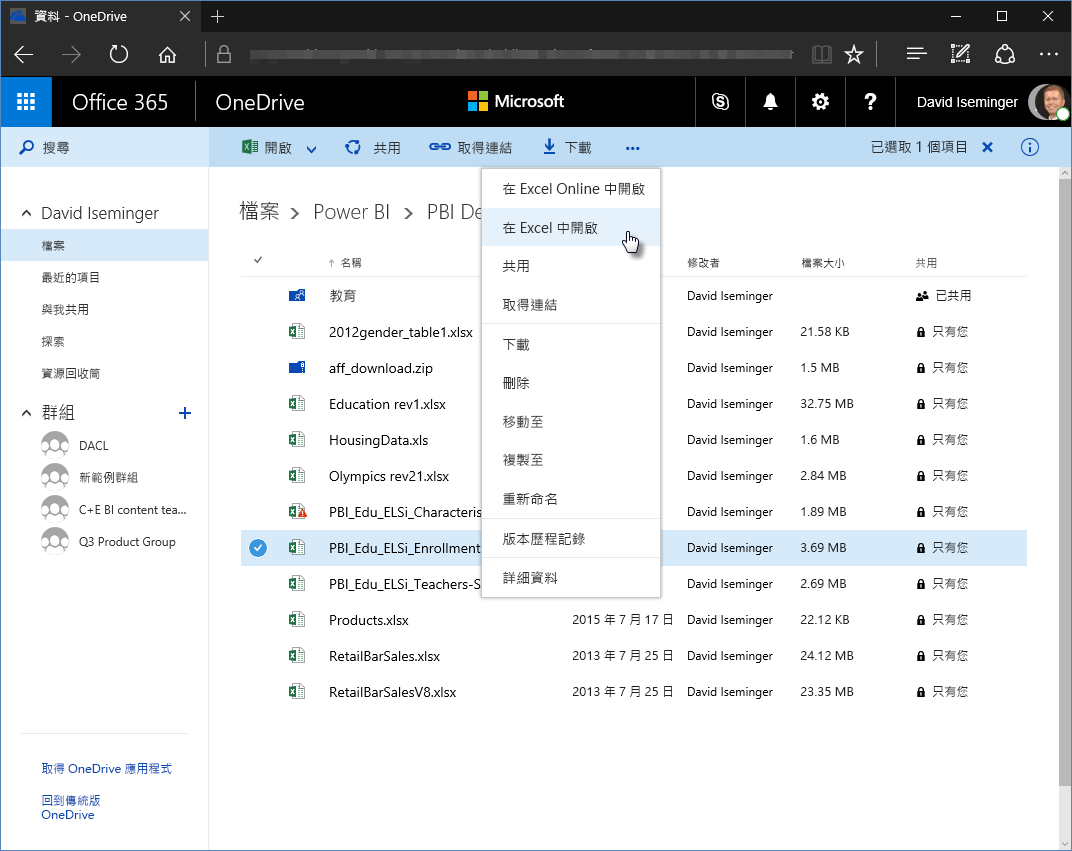 資料 - OneDrive
Office 365
OneDrive
Microsoft
David Iseminger
搜尋
開啟
共用
取得連結
下載
已選取 1 個項目
David Iseminger
檔案
最近的項目
與我共用
探索
資源回收筒
群組
DACL
新範例群組
C+E BI content tea...
Q3 Product Group
取得 OneDrive 應用程式
回到傳統版
OneDrive
檔案 > Power BI > PBI De
在 Excel Online 中開啟
在 Excel 中開啟
共用
取得連結
下載
刪除
移動至
複製至
重新命名
版本歷程記錄
詳細資料
名稱 修改者 檔案大小 共用
教育 David Iseminger 已共用
2012gender_table1.xlsx David Iseminger 21.58 KB 只有您
aff_download.zip David Iseminger 1.5 MB 只有您
Education rev1.xlsx David Iseminger 32.75 MB 只有您
HousingData.xls David Iseminger 1.6 MB 只有您
Olympics rev21.xlsx David Iseminger 2.84 MB 只有您
PBI_Edu_ELSi_Characteris David Iseminger 1.89 MB 只有您
PBI_Edu_ELSi_Enrollment David Iseminger 3.69 MB 只有您
PBI_Edu_ELSi_Teachers-S David Iseminger 2.69 MB 只有您
Products.xlsx 2015 年 7 月 17 日 David Iseminger 22.12 KB 只有您
RetailBarSales.xlsx 2013 年 7 月 25 日 David Iseminger 24.12 MB 只有您
RetailBarSalesV8.xlsx 2013 年 7 月 25 日 David Iseminger 23.35 MB 只有您